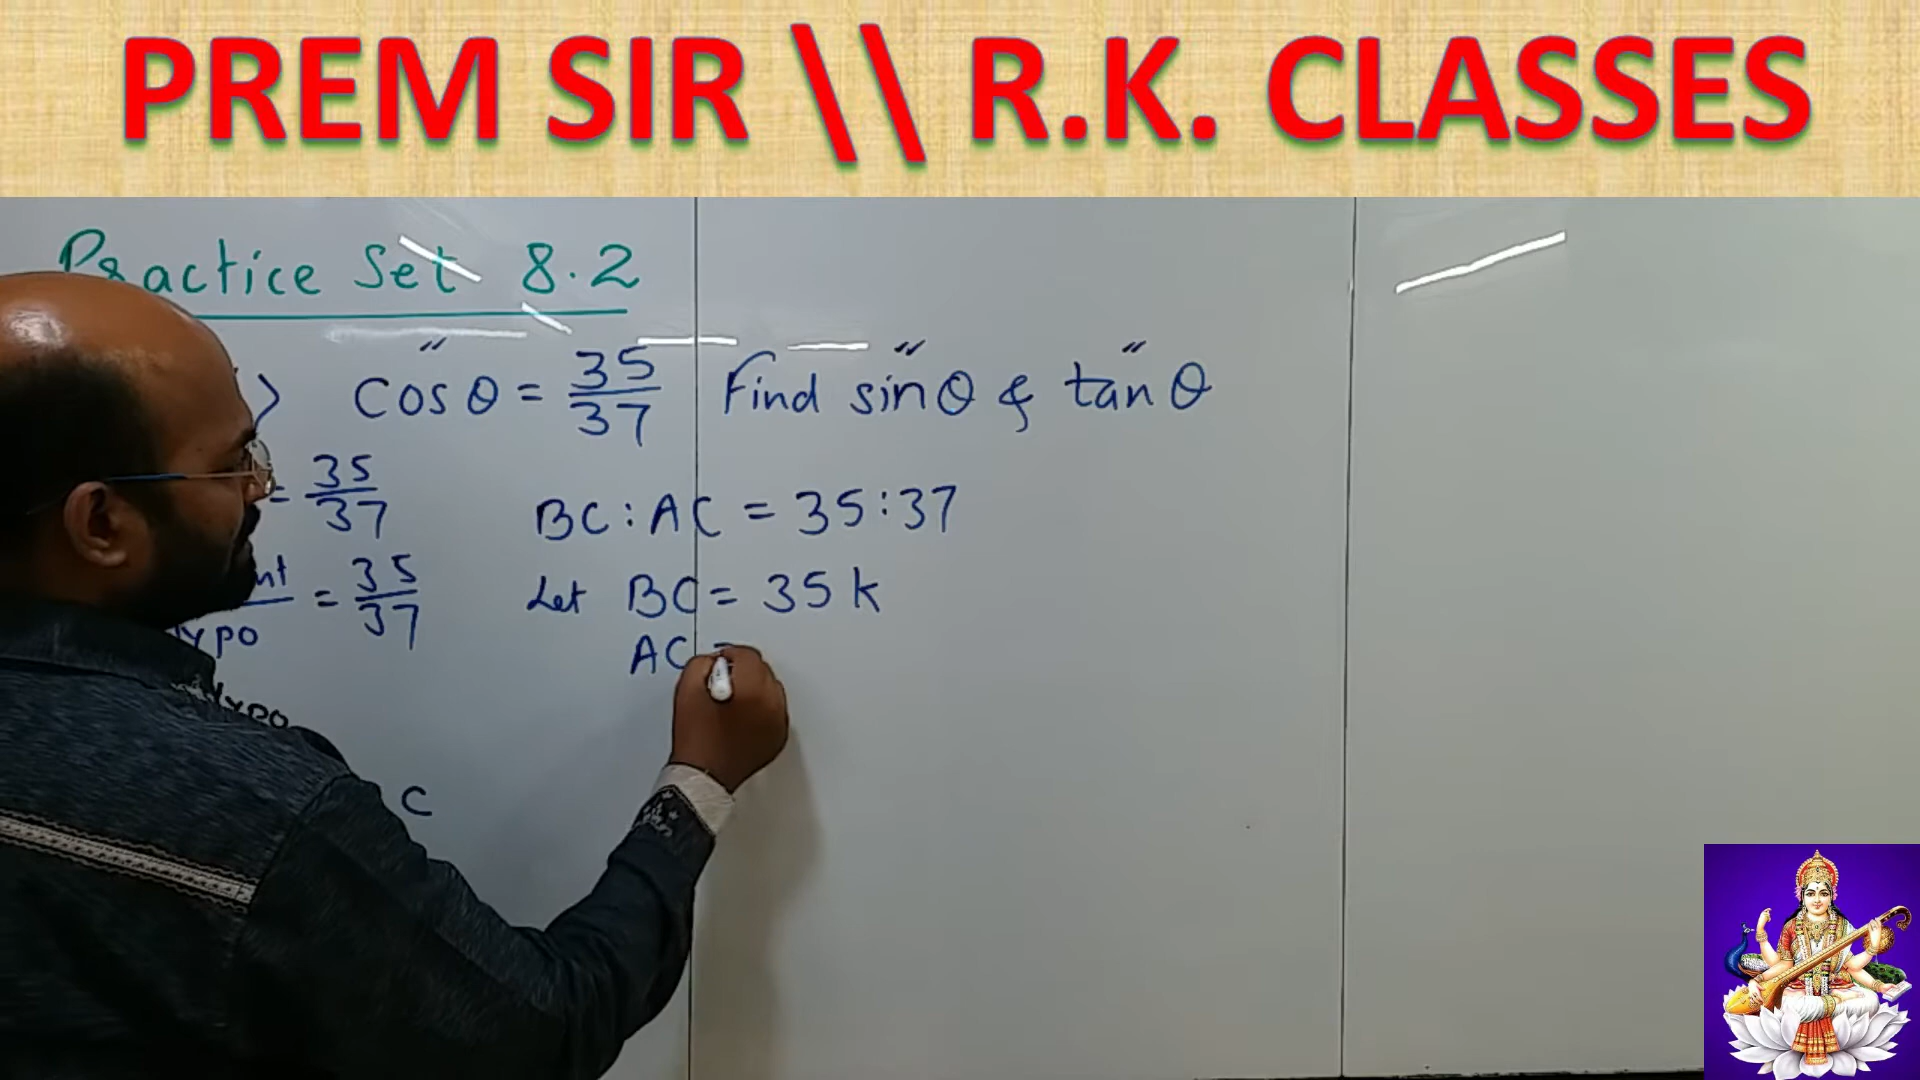 PREM SIR \\ R.K. CLASSES
Practice Set 8.2
cos θ = 35/37 Find sin θ & tan θ
= 35/37
= 35/37
BC : AC = 35 : 37
Let BC = 35 k
AC =
C